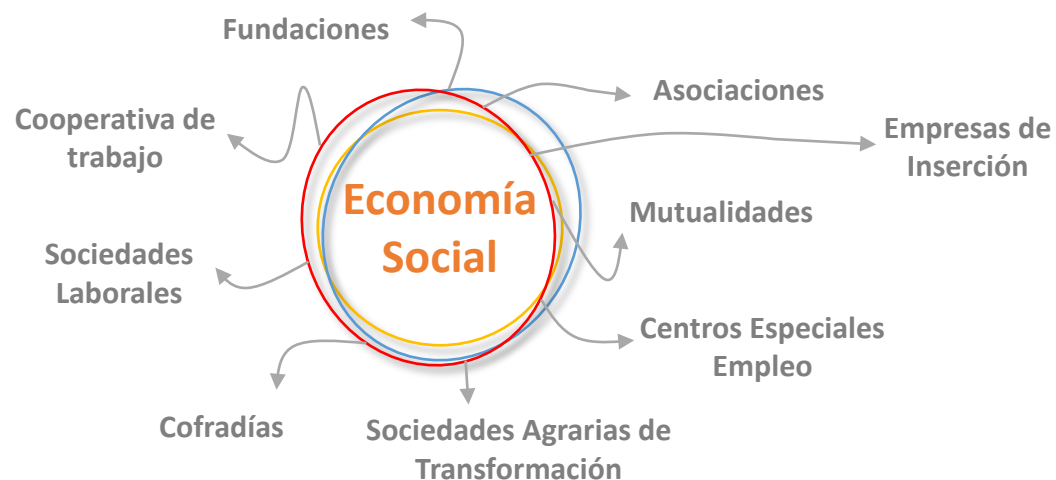 Fundaciones
Asociaciones
Cooperativa de
trabajo
Empresas de
Inserción
Economía
Social
Mutualidades
Sociedades
Laborales
Centros Especiales
Empleo
Cofradías
Sociedades Agrarias de
Transformación